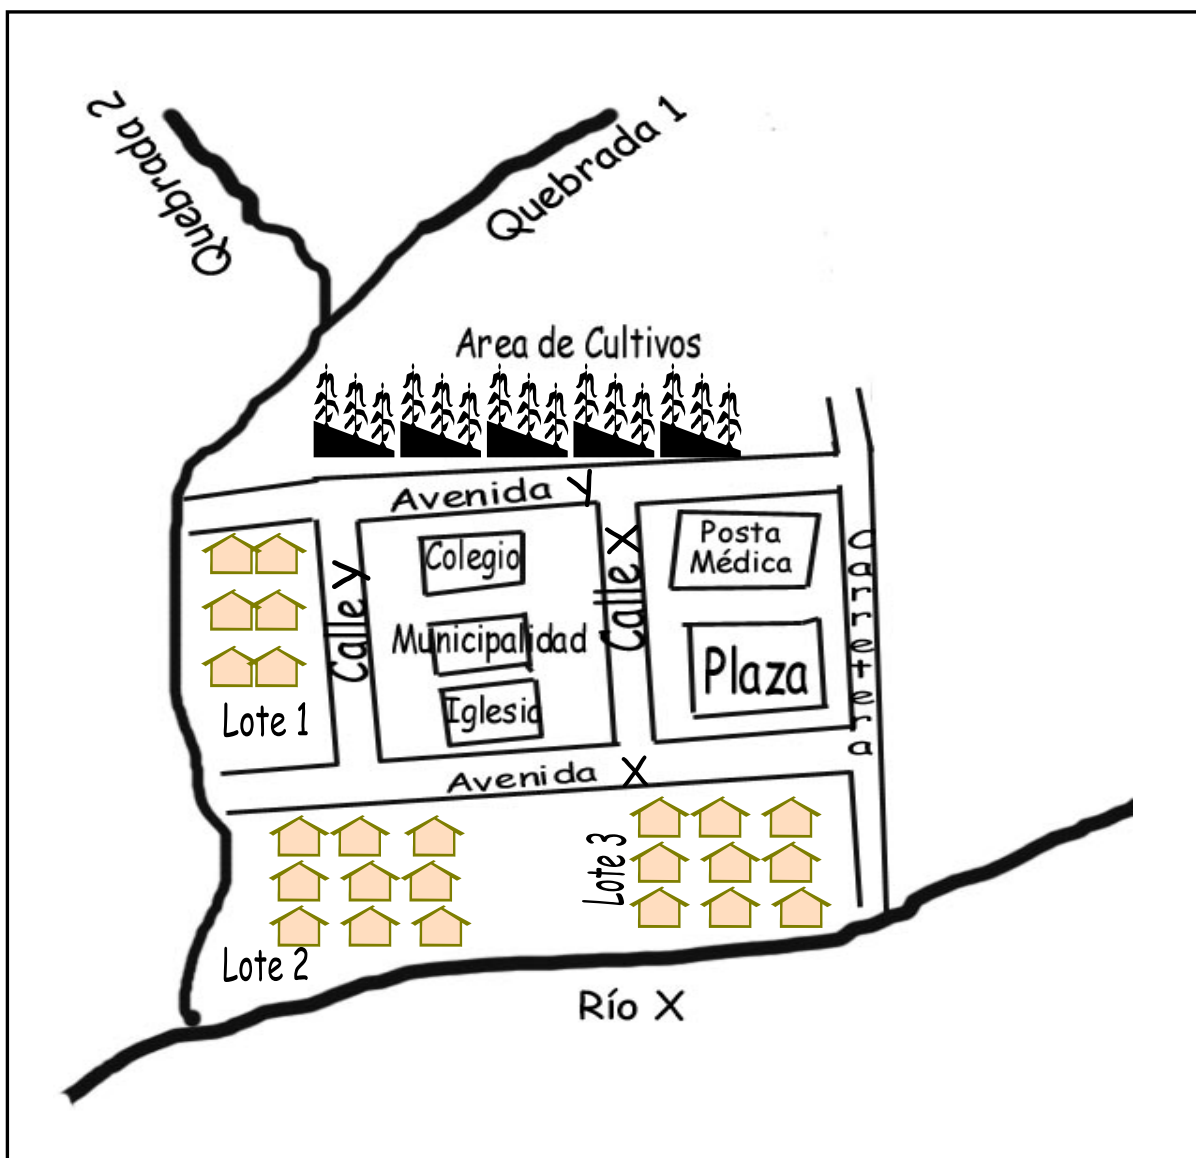 Quebrada 2
Quebrada 1
Area de Cultivos
Avenida Y
Colegio
Calle X
Posta
Médica
Calle Y
Municipalidad
Carretera
Plaza
Iglesia
Lote 1
Avenida X
Lote 3
Lote 2
Río X